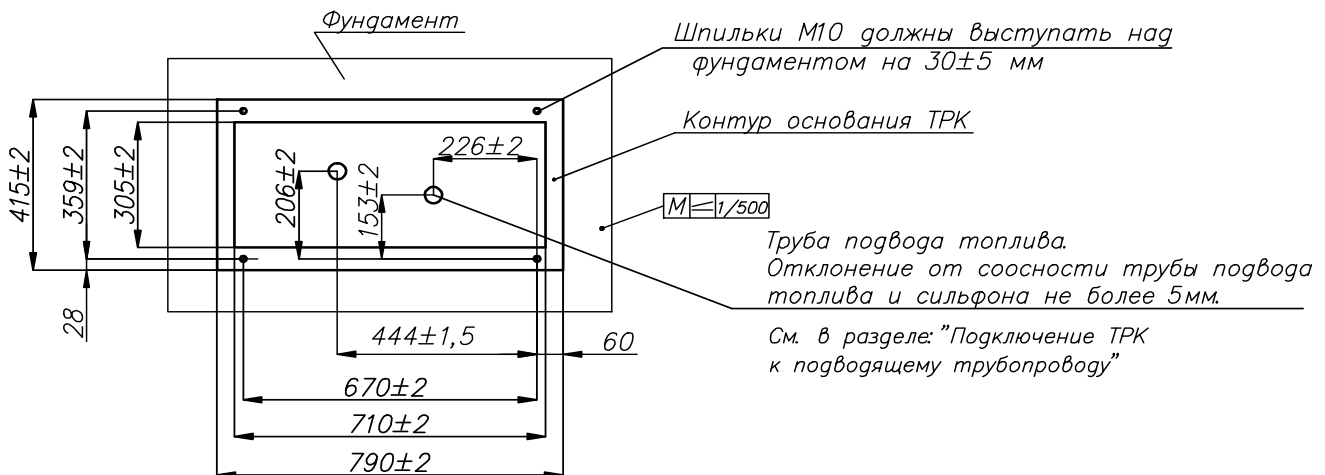 Фундамент
Шпильки М10 должны выступать над
фундаментом на 30±5 мм
Контур основания ТРК
226±2
415±2
359±2
305±2
206±2
153±2
М ≤ 1/500
Труба подвода топлива.
Отклонение от соосности трубы подвода
топлива и сильфона не более 5мм.
28
444±1,5
60
См. в разделе: "Подключение ТРК
к подводящему трубопроводу"
670±2
710±2
790±2